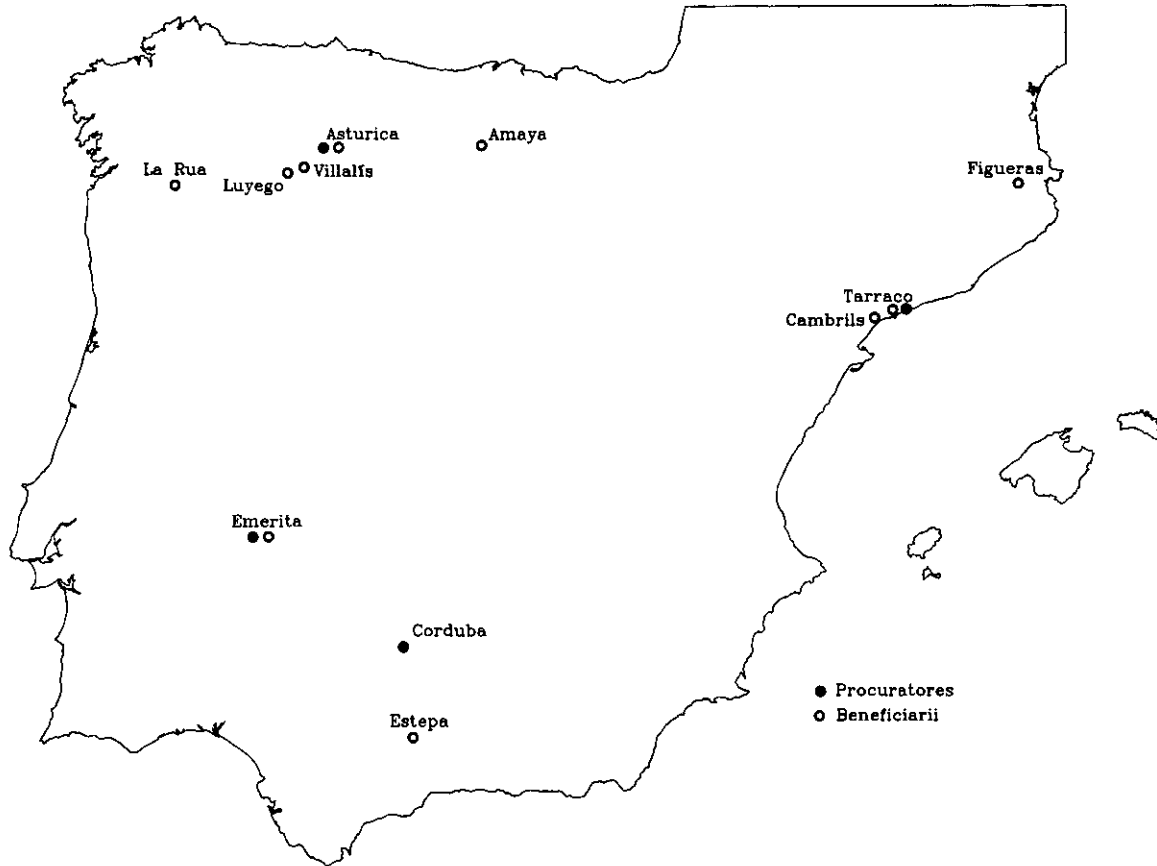 Asturica
Amaya
La Rua
Villalís
Luyego
Figueras
Tarraco
Cambrils
Emerita
Corduba
Procuratores
Beneficiarii
Estepa